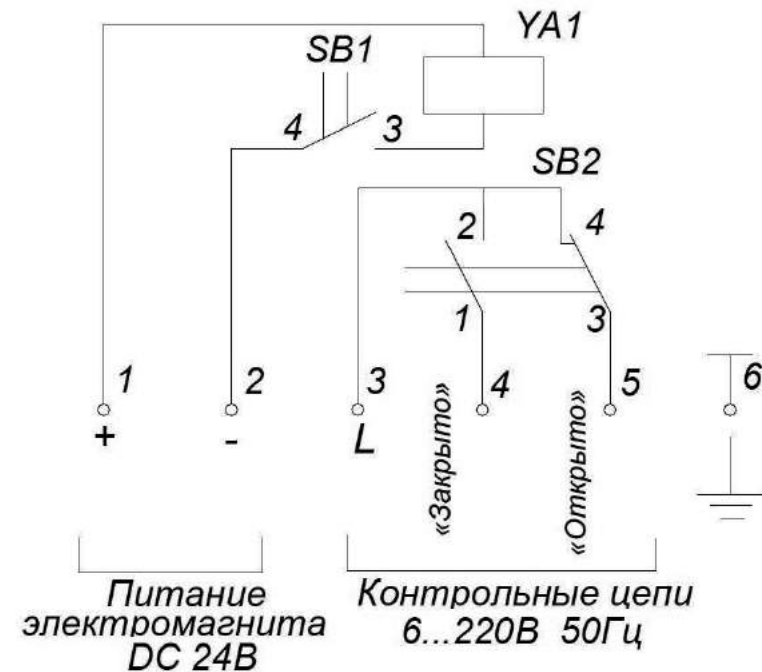 YA1
SB1
4 3
SB2
2 4
1 3
1 2 3 4 5 6
+ - L
«Закрыто» «Открыто»
Питание
электромагнита
DC 24В
Контрольные цепи
6...220В 50Гц